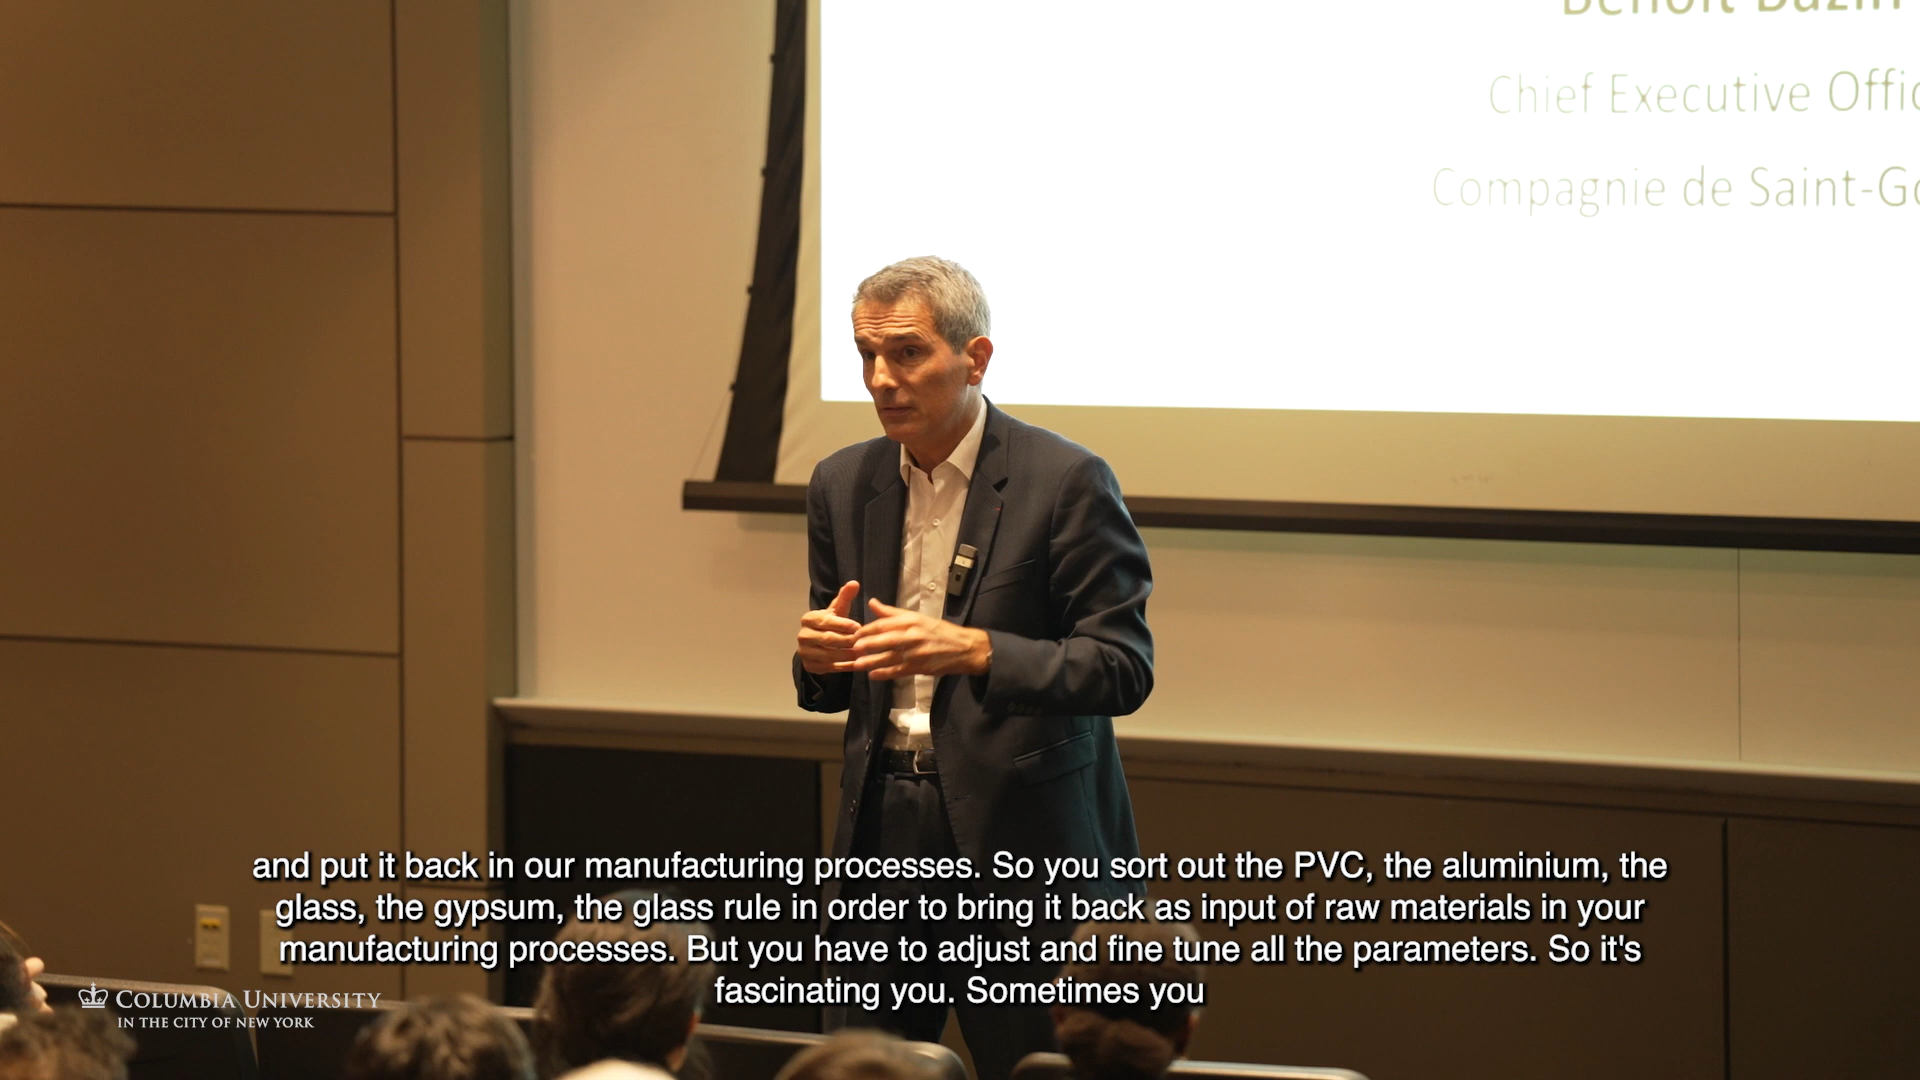 Benoit Bazin
Chief Executive Offic
Compagnie de Saint-Go
and put it back in our manufacturing processes. So you sort out the PVC, the aluminium, the
glass, the gypsum, the glass rule in order to bring it back as input of raw materials in your
manufacturing processes. But you have to adjust and fine tune all the parameters. So it's
fascinating you. Sometimes you
COLUMBIA UNIVERSITY
IN THE CITY OF NEW YORK